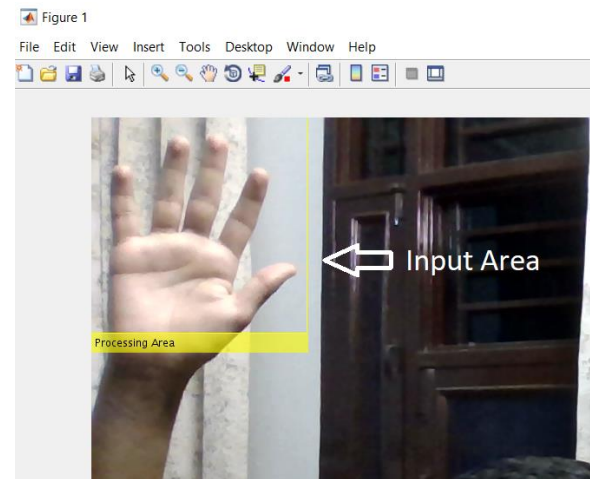 Figure 1
File Edit View Insert Tools Desktop Window Help
Input Area
Processing Area